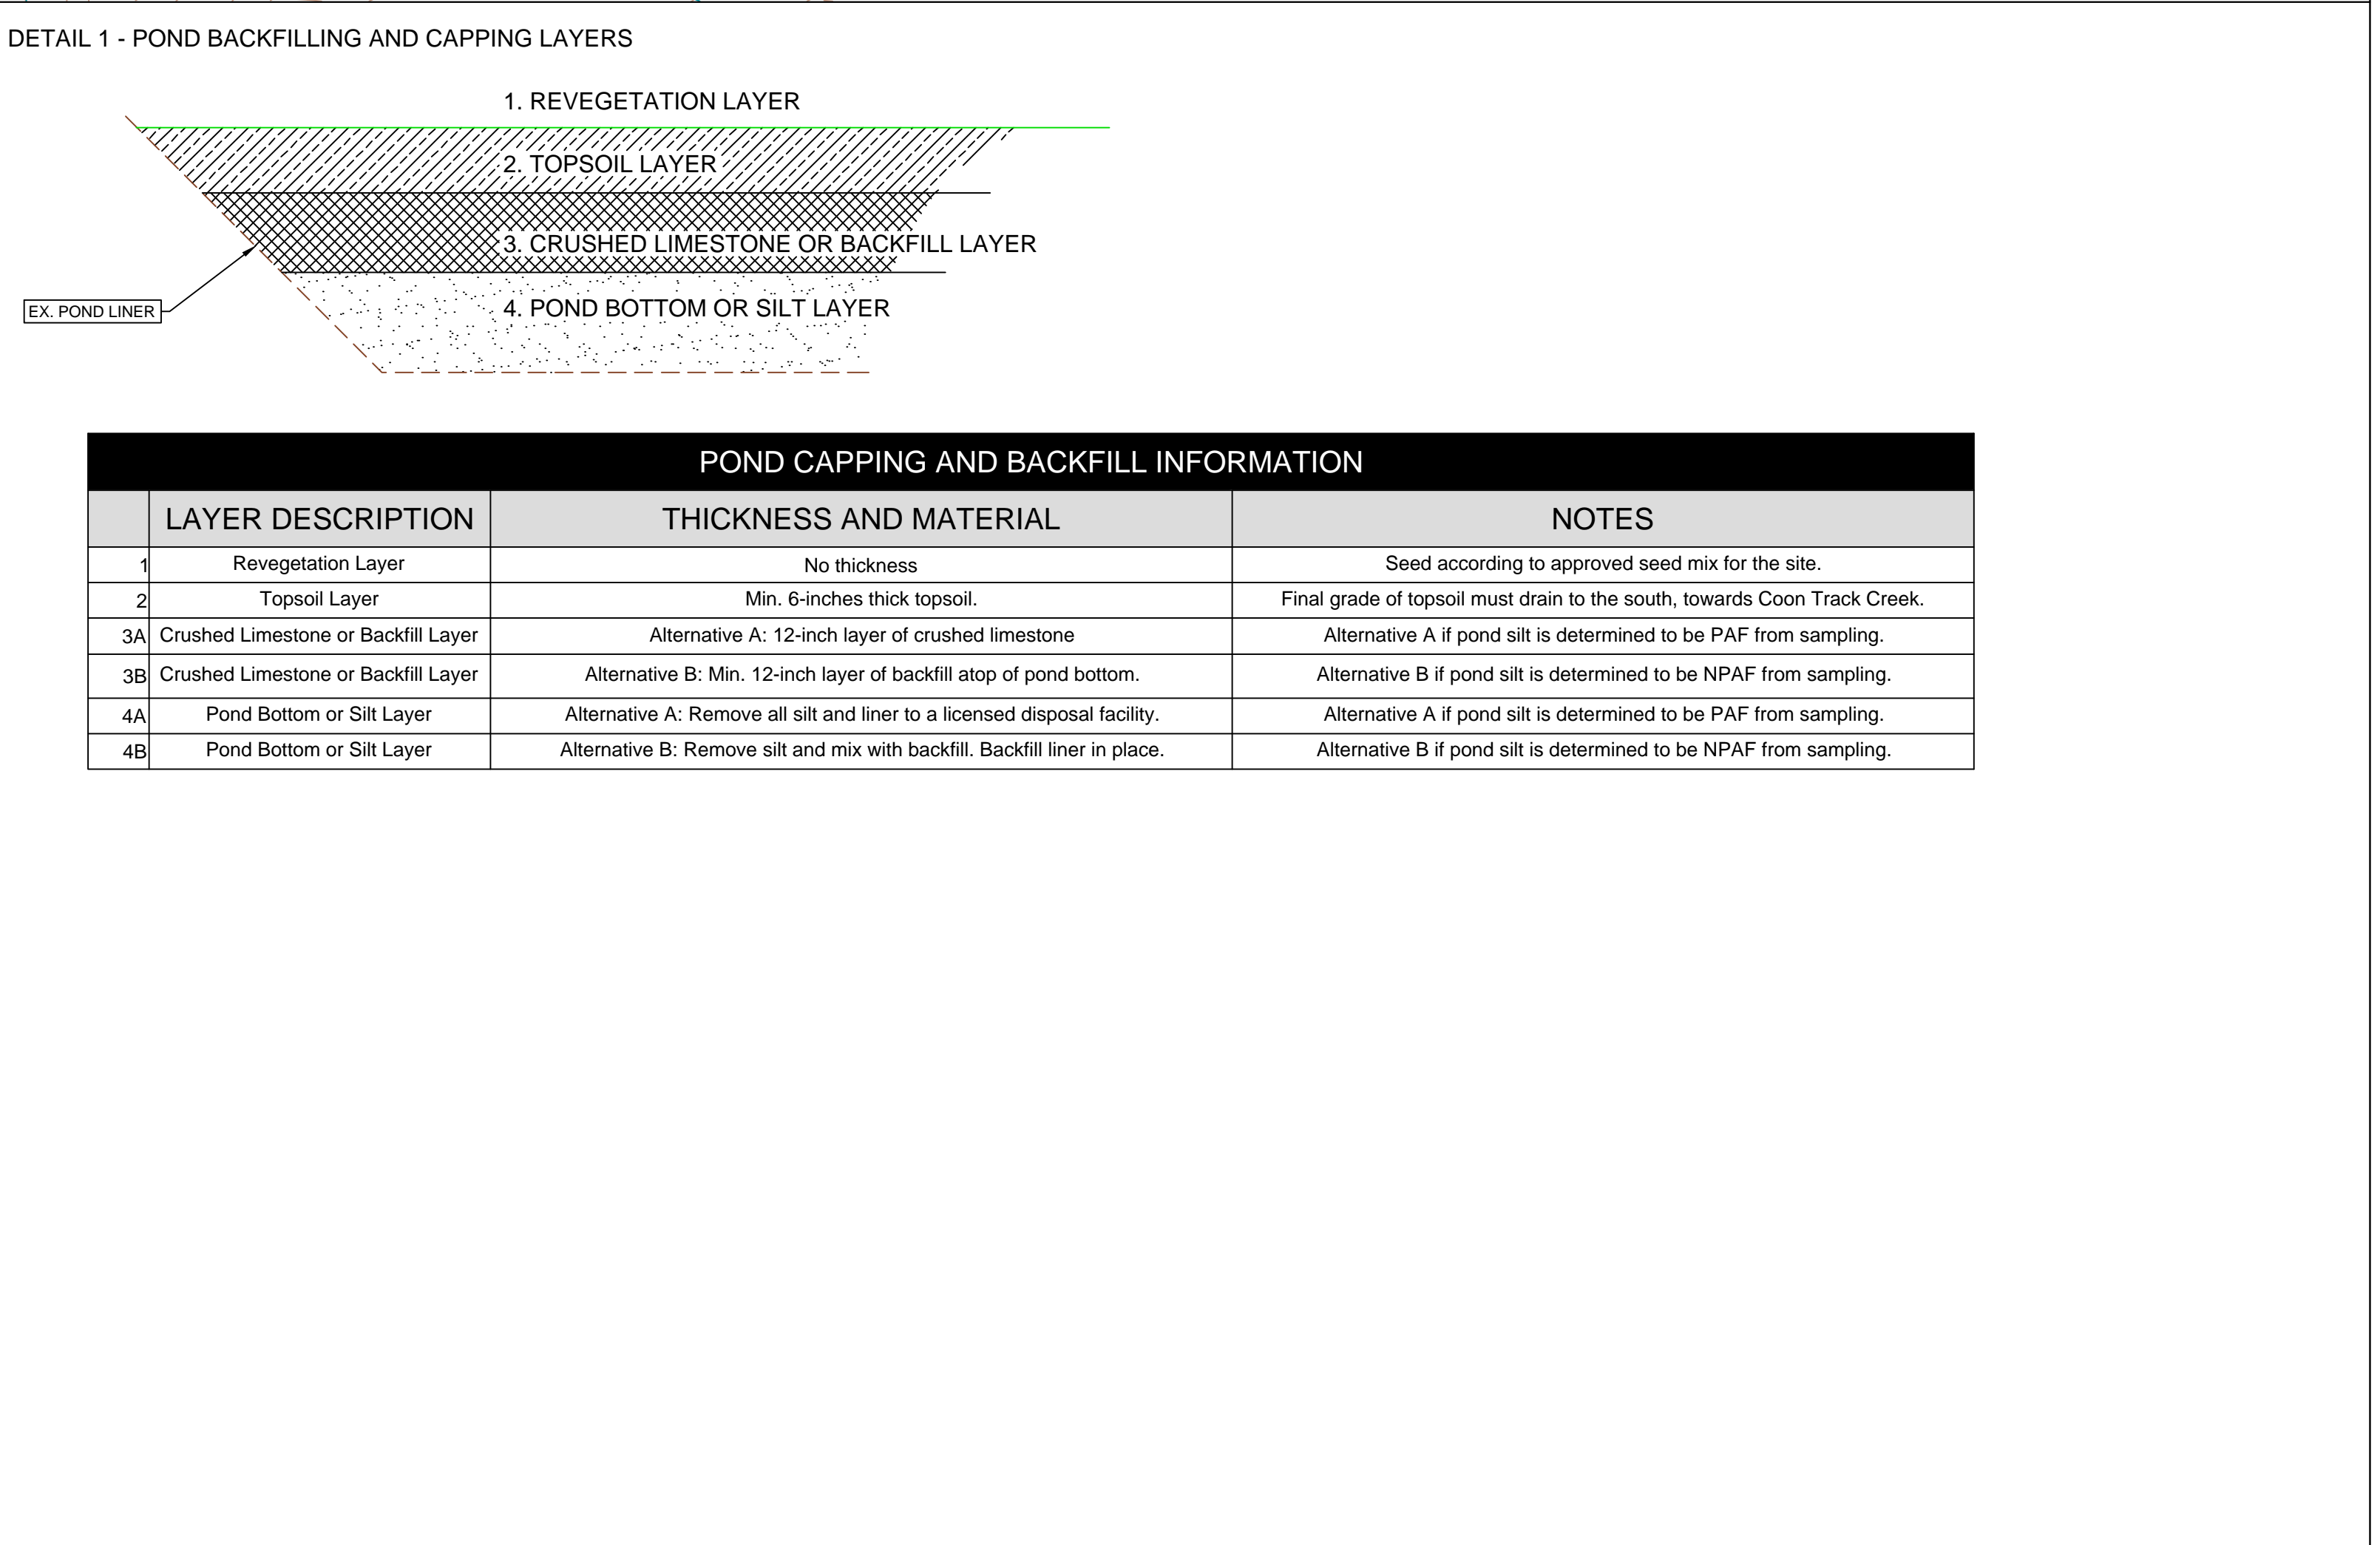 DETAIL 1 - POND BACKFILLING AND CAPPING LAYERS
1. REVEGETATION LAYER
2. TOPSOIL LAYER
3. CRUSHED LIMESTONE OR BACKFILL LAYER
EX. POND LINER
4. POND BOTTOM OR SILT LAYER
POND CAPPING AND BACKFILL INFORMATION
LAYER DESCRIPTION THICKNESS AND MATERIAL NOTES
1 Revegetation Layer No thickness Seed according to approved seed mix for the site.
2 Topsoil Layer Min. 6-inches thick topsoil. Final grade of topsoil must drain to the south, towards Coon Track Creek.
3A Crushed Limestone or Backfill Layer Alternative A: 12-inch layer of crushed limestone Alternative A if pond silt is determined to be PAF from sampling.
3B Crushed Limestone or Backfill Layer Alternative B: Min. 12-inch layer of backfill atop of pond bottom. Alternative B if pond silt is determined to be NPAF from sampling.
4A Pond Bottom or Silt Layer Alternative A: Remove all silt and liner to a licensed disposal facility. Alternative A if pond silt is determined to be PAF from sampling.
4B Pond Bottom or Silt Layer Alternative B: Remove silt and mix with backfill. Backfill liner in place. Alternative B if pond silt is determined to be NPAF from sampling.